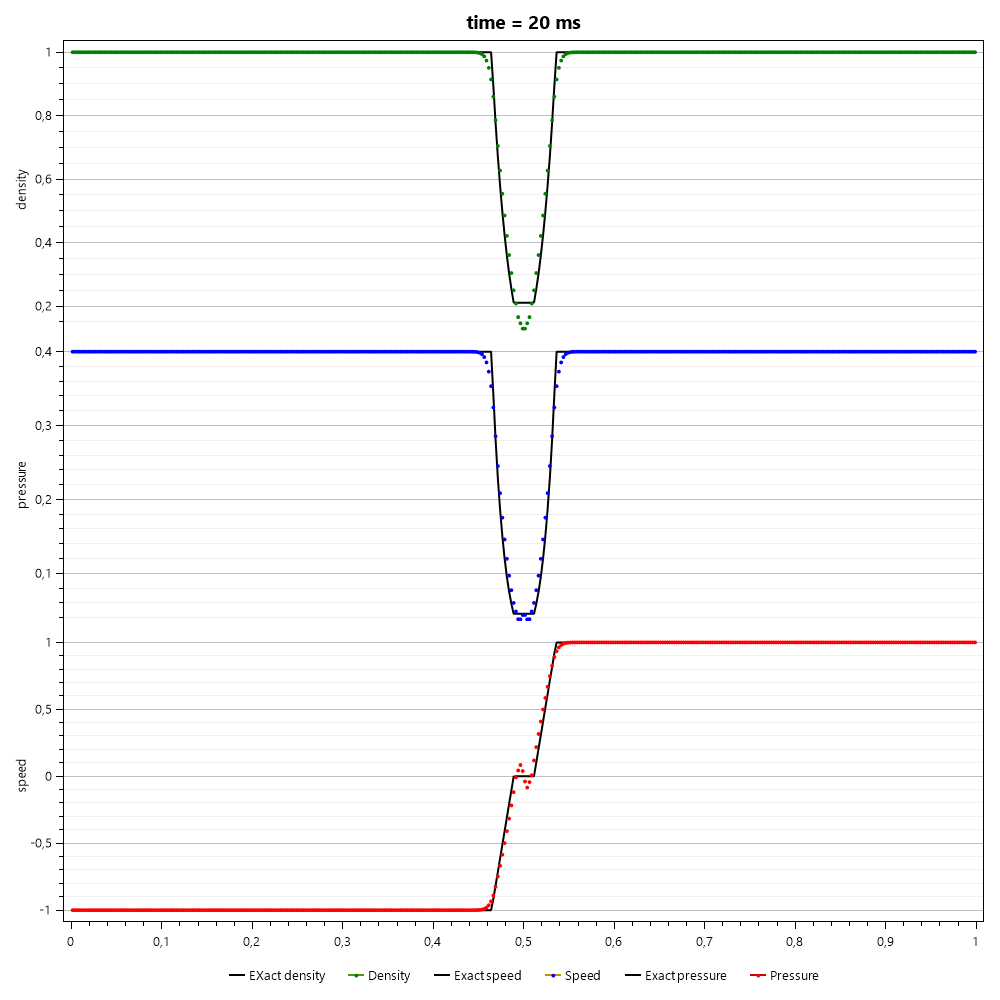 time = 20 ms
1
0,8
0,6
0,4
0,2
density
0,4
0,3
0,2
0,1
pressure
1
0,5
0
-0,5
-1
speed
0 0,1 0,2 0,3 0,4 0,5 0,6 0,7 0,8 0,9 1
EXact density Density Exact speed Speed Exact pressure Pressure